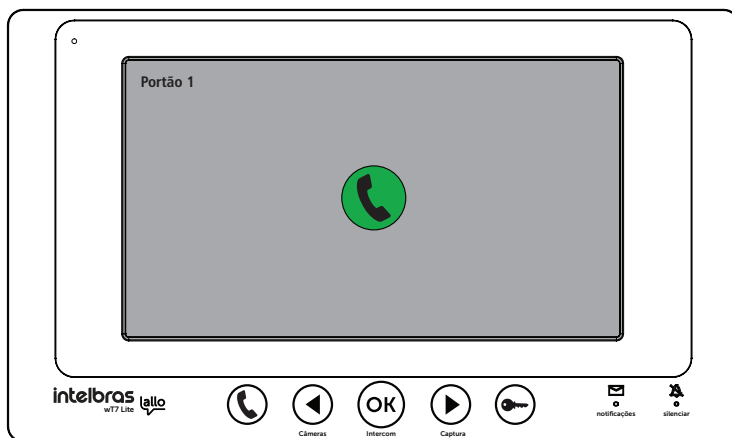 Portão 1
intelbras
allo
wT7 Lite
OK
Câmeras
Intercom
Captura
notificações
silenciar